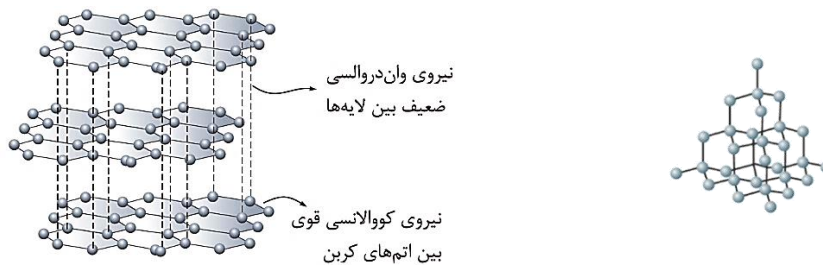 نیروی وان‌دروالسی
ضعیف بین لایه‌ها
نیروی کووالانسی قوی
بین اتم‌های کربن